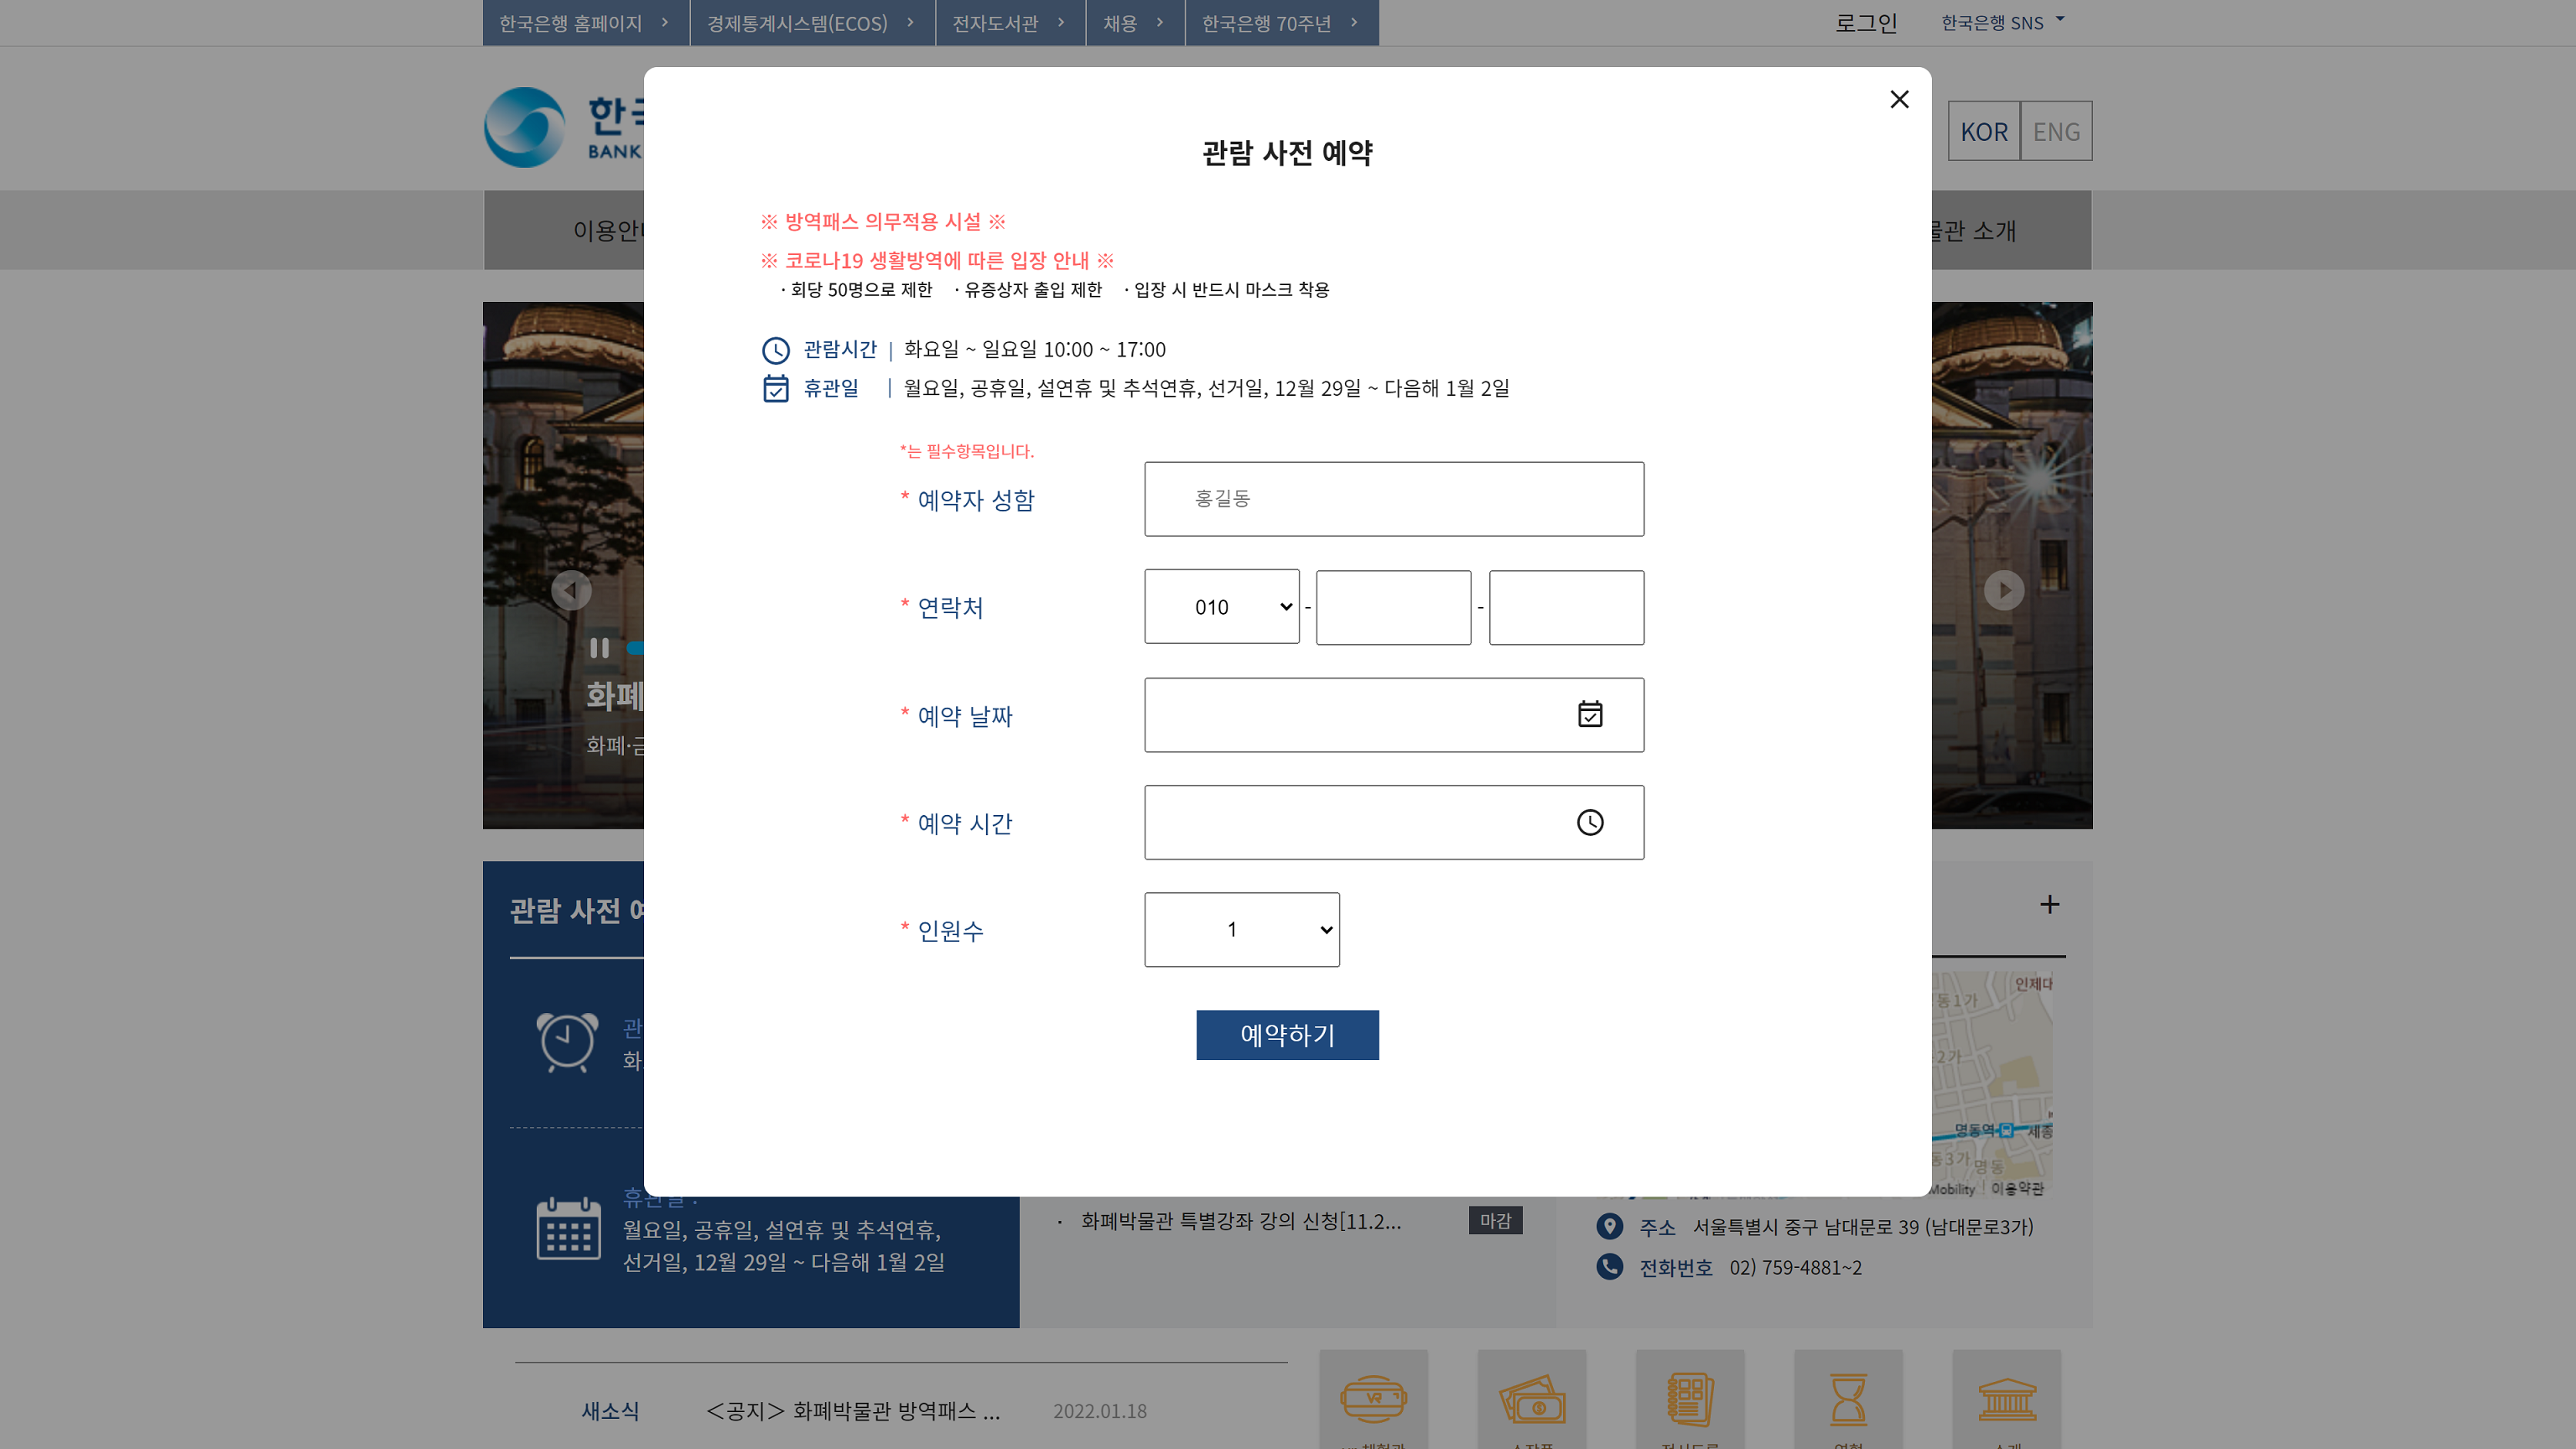 한국은행 홈페이지 경제통계시스템(ECOS) 전자도서관 채용 한국은행 70주년 로그인 한국은행 SNS
BANK
KOR ENG
물관 소개
관람 사전 예약
※ 방역패스 의무적용 시설 ※
※ 코로나19 생활방역에 따른 입장 안내 ※
· 회당 50명으로 제한 · 유증상자 출입 제한 · 입장 시 반드시 마스크 착용
관람시간 | 화요일 ~ 일요일 10:00 ~ 17:00
휴관일 | 월요일, 공휴일, 설연휴 및 추석연휴, 선거일, 12월 29일 ~ 다음해 1월 2일
*는 필수항목입니다.
* 예약자 성함 홍길동
* 연락처 010 - -
* 예약 날짜
* 예약 시간
* 인원수 1
예약하기
화폐
관람 사전
휴관일 :
월요일, 공휴일, 설연휴 및 추석연휴,
선거일, 12월 29일 ~ 다음해 1월 2일
· 화폐박물관 특별강좌 강의 신청[11.2... 마감
인제대
동1가
2가
명동역 세종
동3가 명동
Mobility 이용약관
주소 서울특별시 중구 남대문로 39 (남대문로3가)
전화번호 02) 759-4881~2
새소식 <공지> 화폐박물관 방역패스 ... 2022.01.18
VR